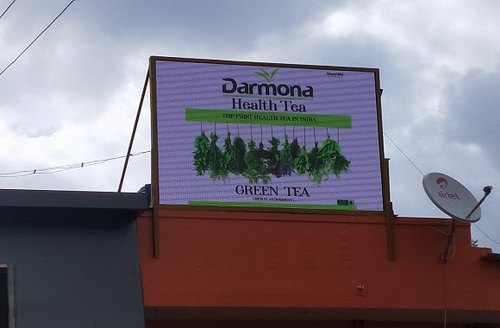 Darmona
Health Tea
THE FIRST HEALTH TEA IN INDIA
GREEN TEA
airtel